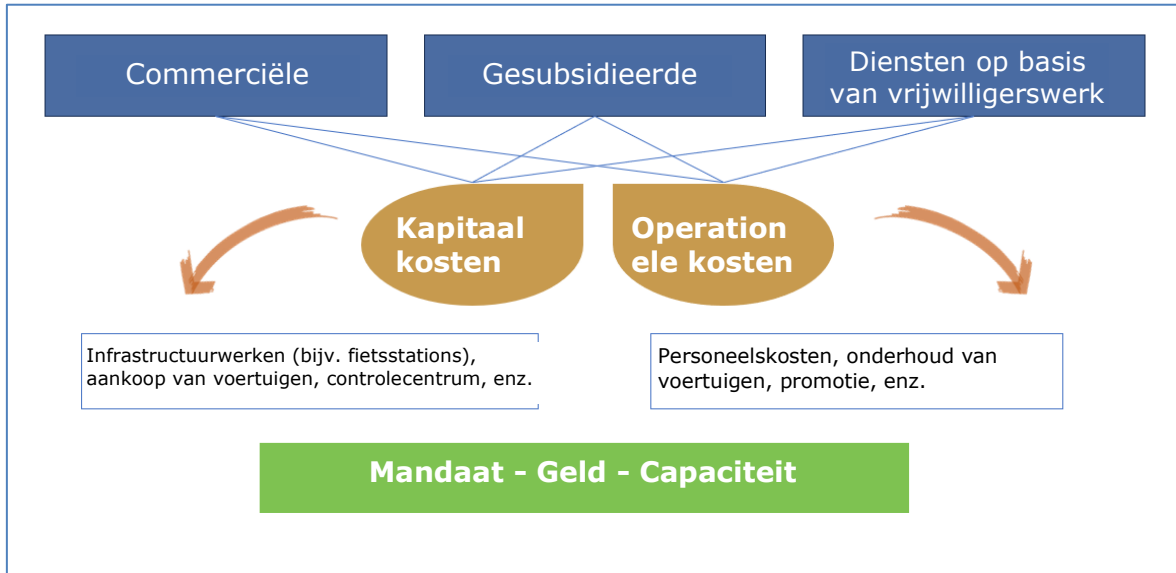 Commerciële
Gesubsidieerde
Diensten op basis
van vrijwilligerswerk
Kapitaal
kosten
Operation
ele kosten
Infrastructuurwerken (bijv. fietsstations),
aankoop van voertuigen, controlecentrum, enz.
Personeelskosten, onderhoud van
voertuigen, promotie, enz.
Mandaat – Geld – Capaciteit